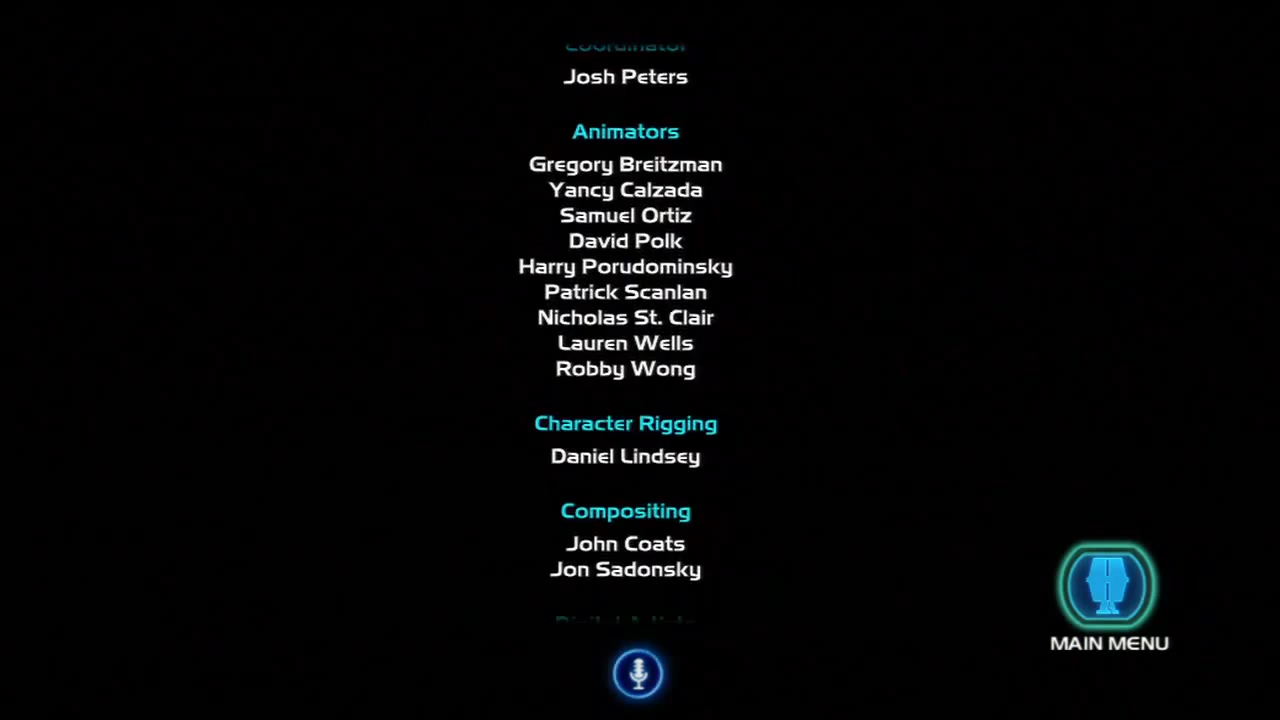 Coordinator
Josh Peters
Animators
Gregory Breitzman
Yancy Calzada
Samuel Ortiz
David Polk
Harry Porudominsky
Patrick Scanlan
Nicholas St. Clair
Lauren Wells
Robby Wong
Character Rigging
Daniel Lindsey
Compositing
John Coats
Jon Sadonsky
MAIN MENU